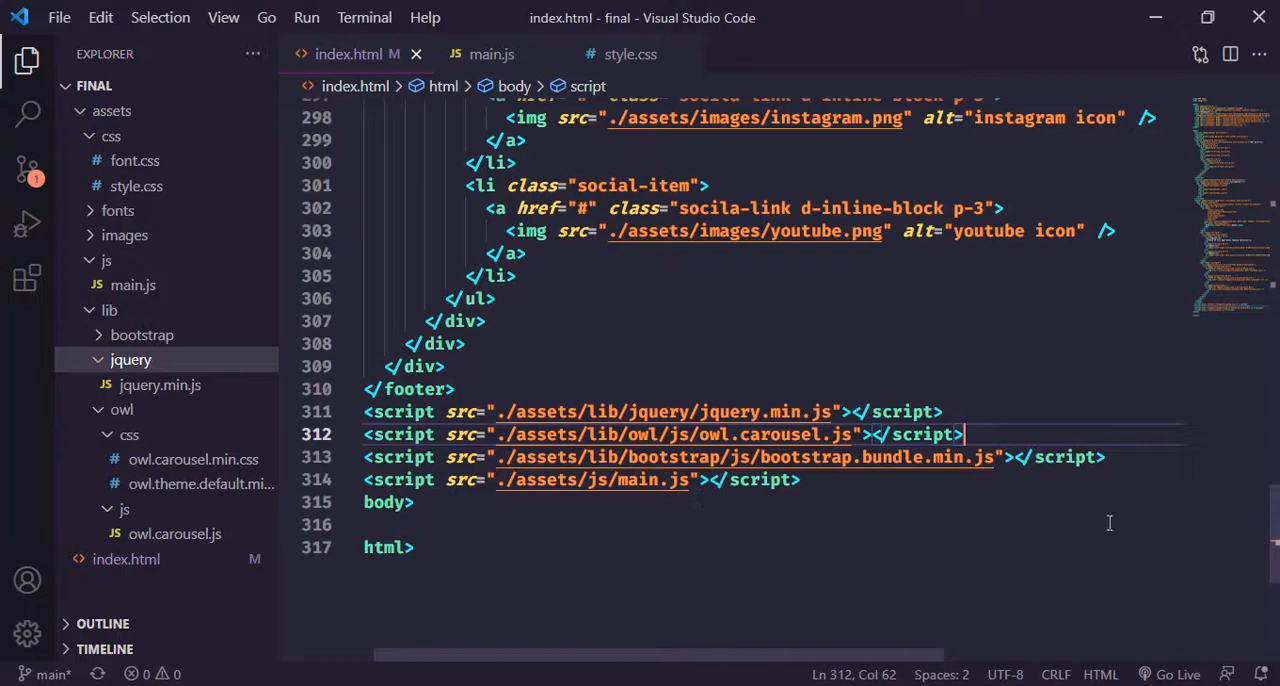 File Edit Selection View Go Run Terminal Help index.html - final - Visual Studio Code
EXPLORER
index.html M
JS main.js
# style.css
index.html > html > body > script
FINAL
assets
css
# font.css
# style.css
fonts
images
js
JS main.js
lib
bootstrap
jquery
JS jquery.min.js
owl
css
# owl.carousel.min.css
# owl.theme.default.mi...
js
JS owl.carousel.js
index.html M
OUTLINE
TIMELINE
1
297 <a href="#" class="socila-link d-inline-block p-3">
298 <img src="./assets/images/instagram.png" alt="instagram icon" />
299 </a>
300 </li>
301 <li class="social-item">
302 <a href="#" class="socila-link d-inline-block p-3">
303 <img src="./assets/images/youtube.png" alt="youtube icon" />
304 </a>
305 </li>
306 </ul>
307 </div>
308 </div>
309 </div>
310 </footer>
311 <script src="./assets/lib/jquery/jquery.min.js"></script>
312 <script src="./assets/lib/owl/js/owl.carousel.js"></script>
313 <script src="./assets/lib/bootstrap/js/bootstrap.bundle.min.js"></script>
314 <script src="./assets/js/main.js"></script>
315 body>
316
317 html>
main* 0 0 Ln 312, Col 62 Spaces: 2 UTF-8 CRLF HTML Go Live